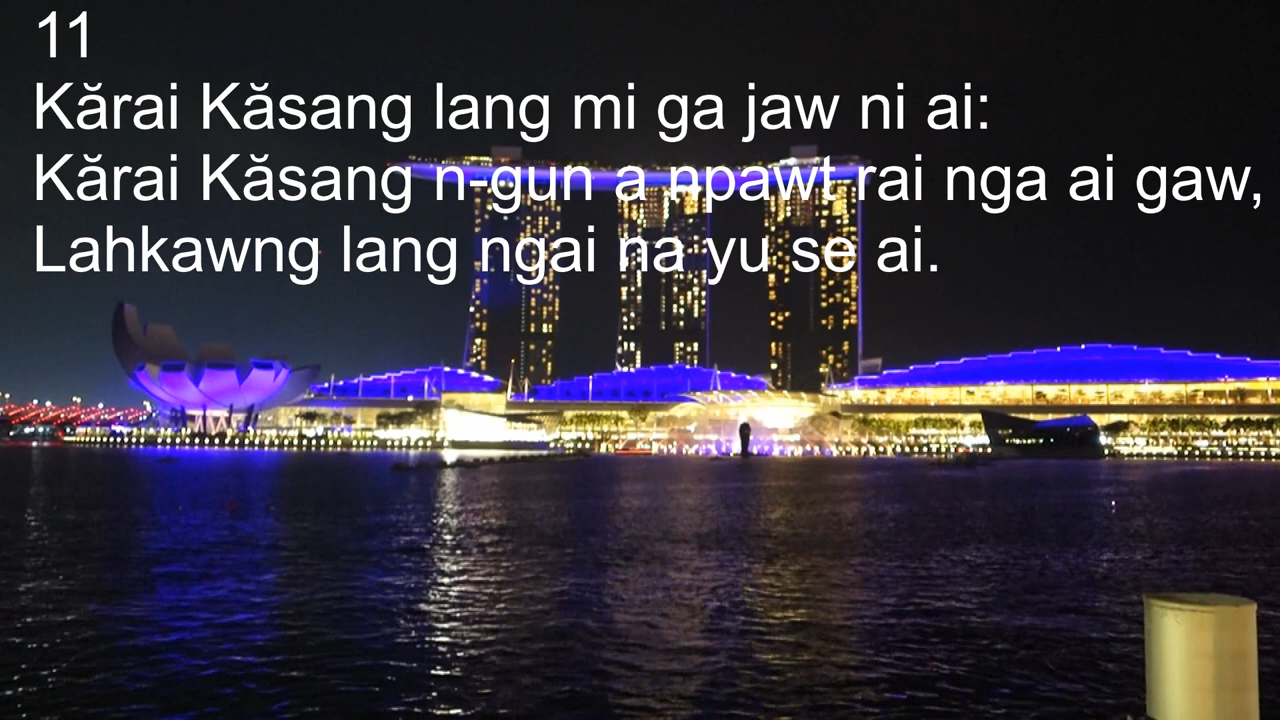 11
Kărai Kăsang lang mi ga jaw ni ai:
Kărai Kăsang n-gun a npawt rai nga ai gaw,
Lahkawng lang ngai na yu se ai.